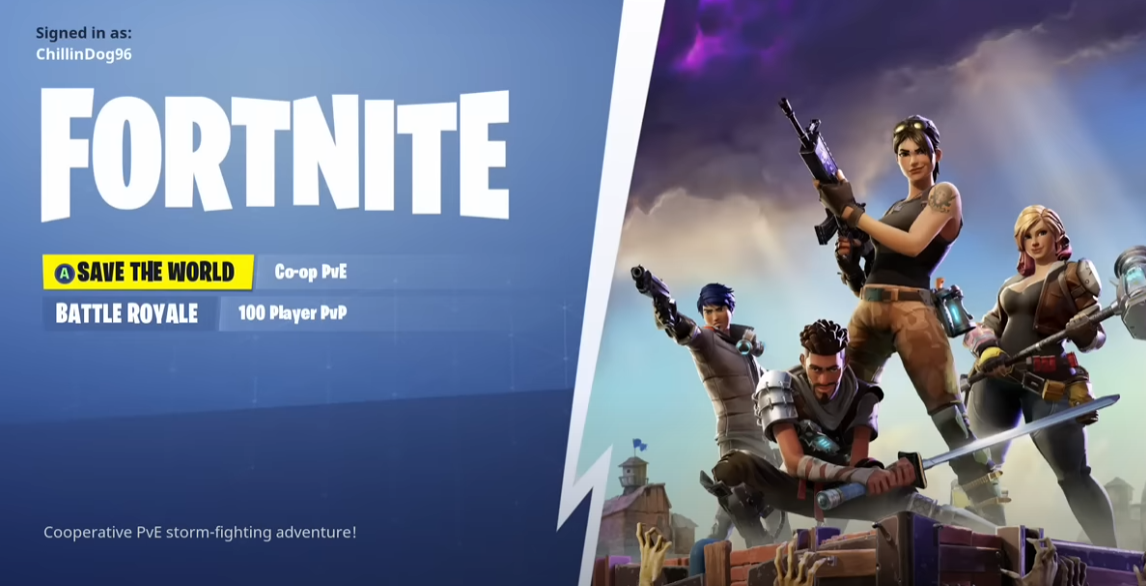 Signed in as:
ChillinDog96
FORTNITE
A SAVE THE WORLD Co-op PvE
BATTLE ROYALE 100 Player PvP
Cooperative PvE storm-fighting adventure!